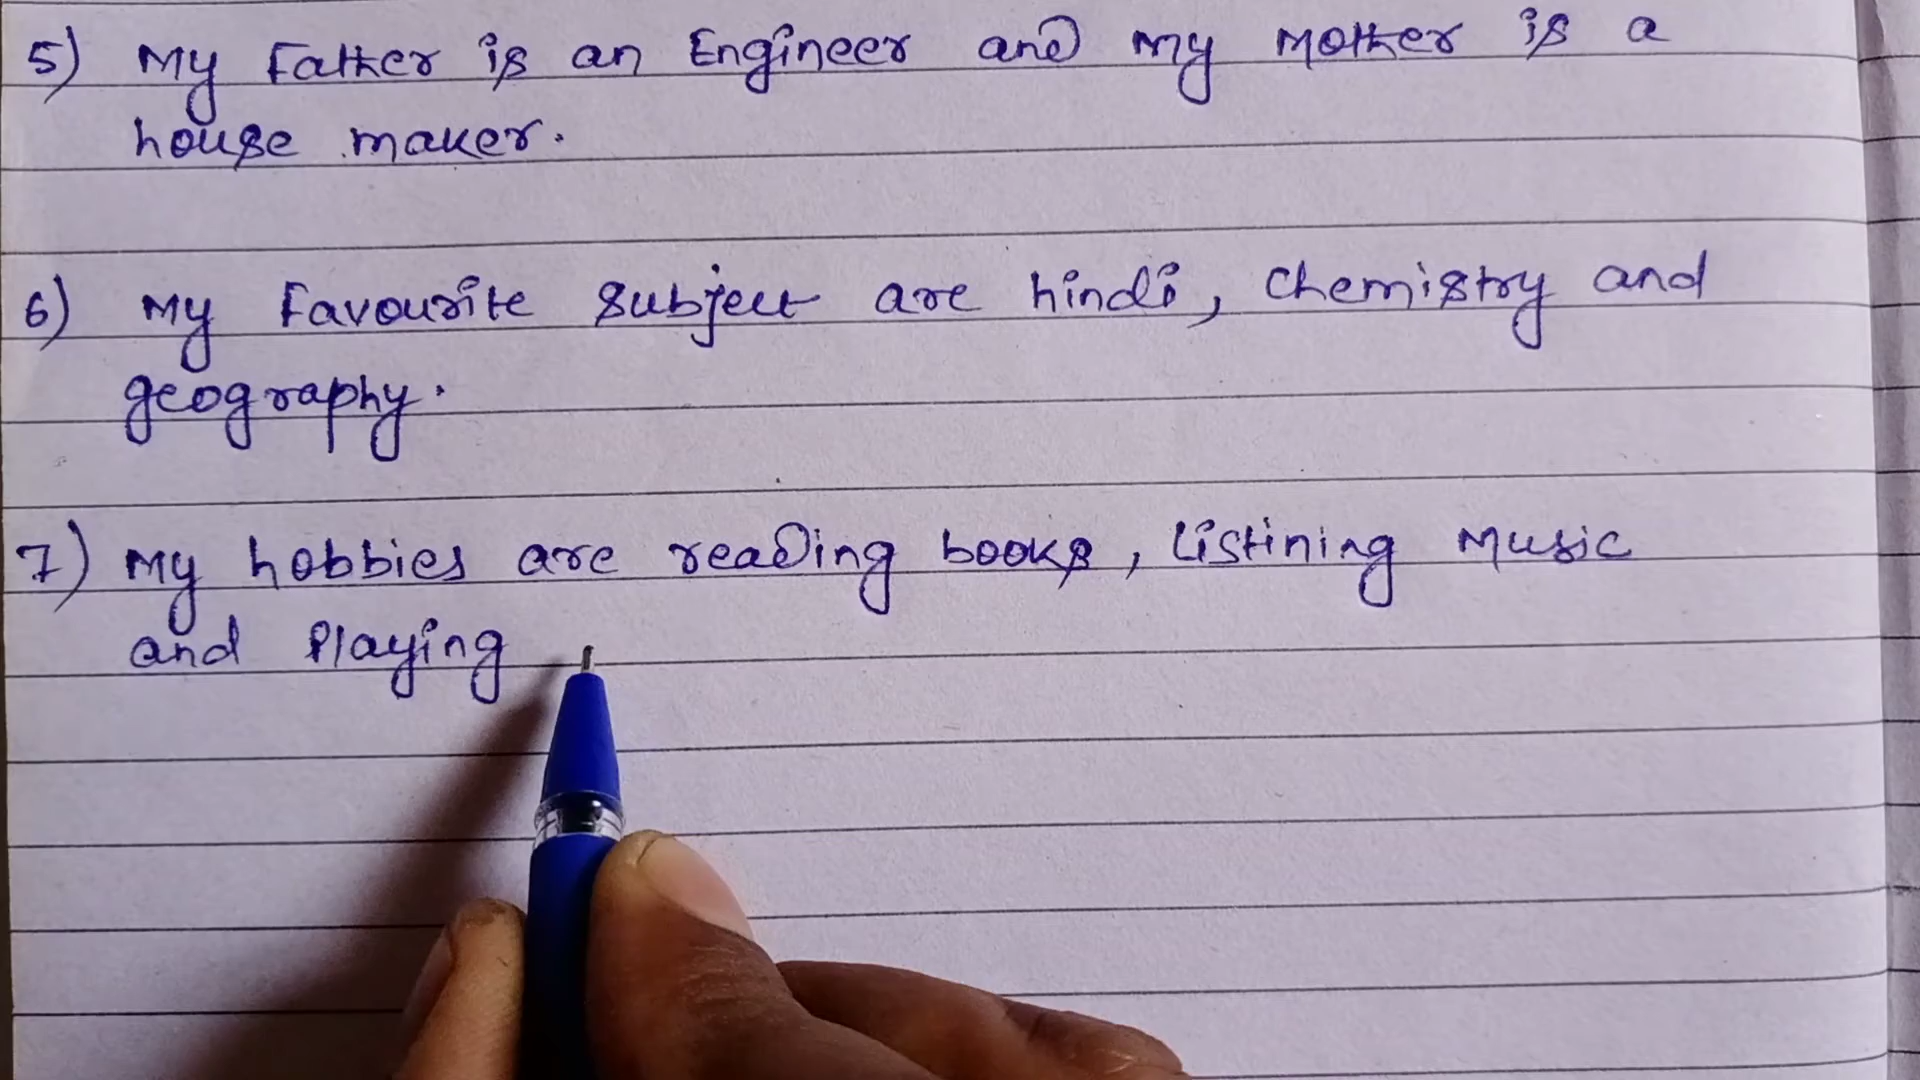 5) My Father is an Engineer and my Mother is a
house maker.
6) My Favourite Subject are hindi, Chemistry and
geography.
7) My hobbies are reading books, Listining Music
and Playing